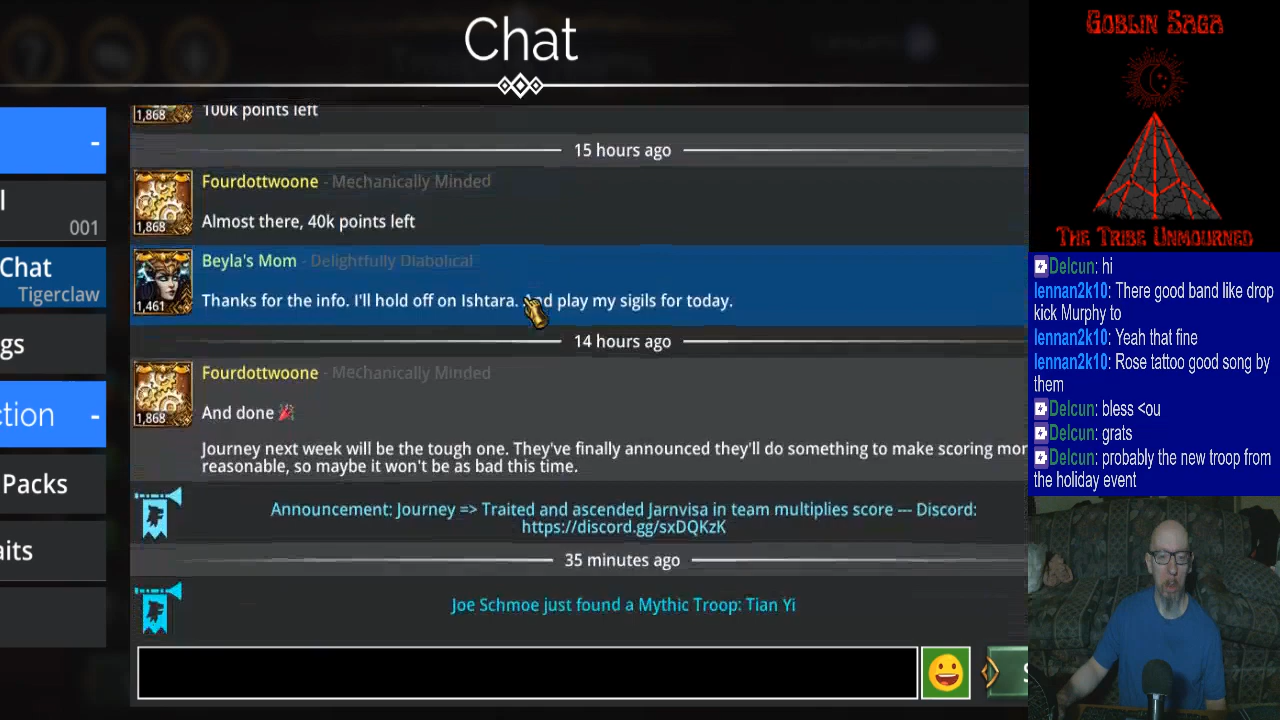 Chat
GOBLIN SAGA
THE TRIBE UNMOURNED
-
l
001
Chat
Tigerclaw
gs
ction -
Packs
aits
1,868
100k points left
15 hours ago
Fourdottwoone - Mechanically Minded
1,868
Almost there, 40k points left
Beyla's Mom - Delightfully Diabolical
1,461
Thanks for the info. I'll hold off on Ishtara. And play my sigils for today.
14 hours ago
Fourdottwoone - Mechanically Minded
1,868
And done
Journey next week will be the tough one. They've finally announced they'll do something to make scoring mor
reasonable, so maybe it won't be as bad this time.
Announcement: Journey => Traited and ascended Jarnvisa in team multiplies score --- Discord:
https://discord.gg/sxDQKzK
35 minutes ago
Joe Schmoe just found a Mythic Troop: Tian Yi
S
Delcun: hi
lennan2k10: There good band like drop
kick Murphy to
lennan2k10: Yeah that fine
lennan2k10: Rose tattoo good song by
them
Delcun: bless <ou
Delcun: grats
Delcun: probably the new troop from
the holiday event